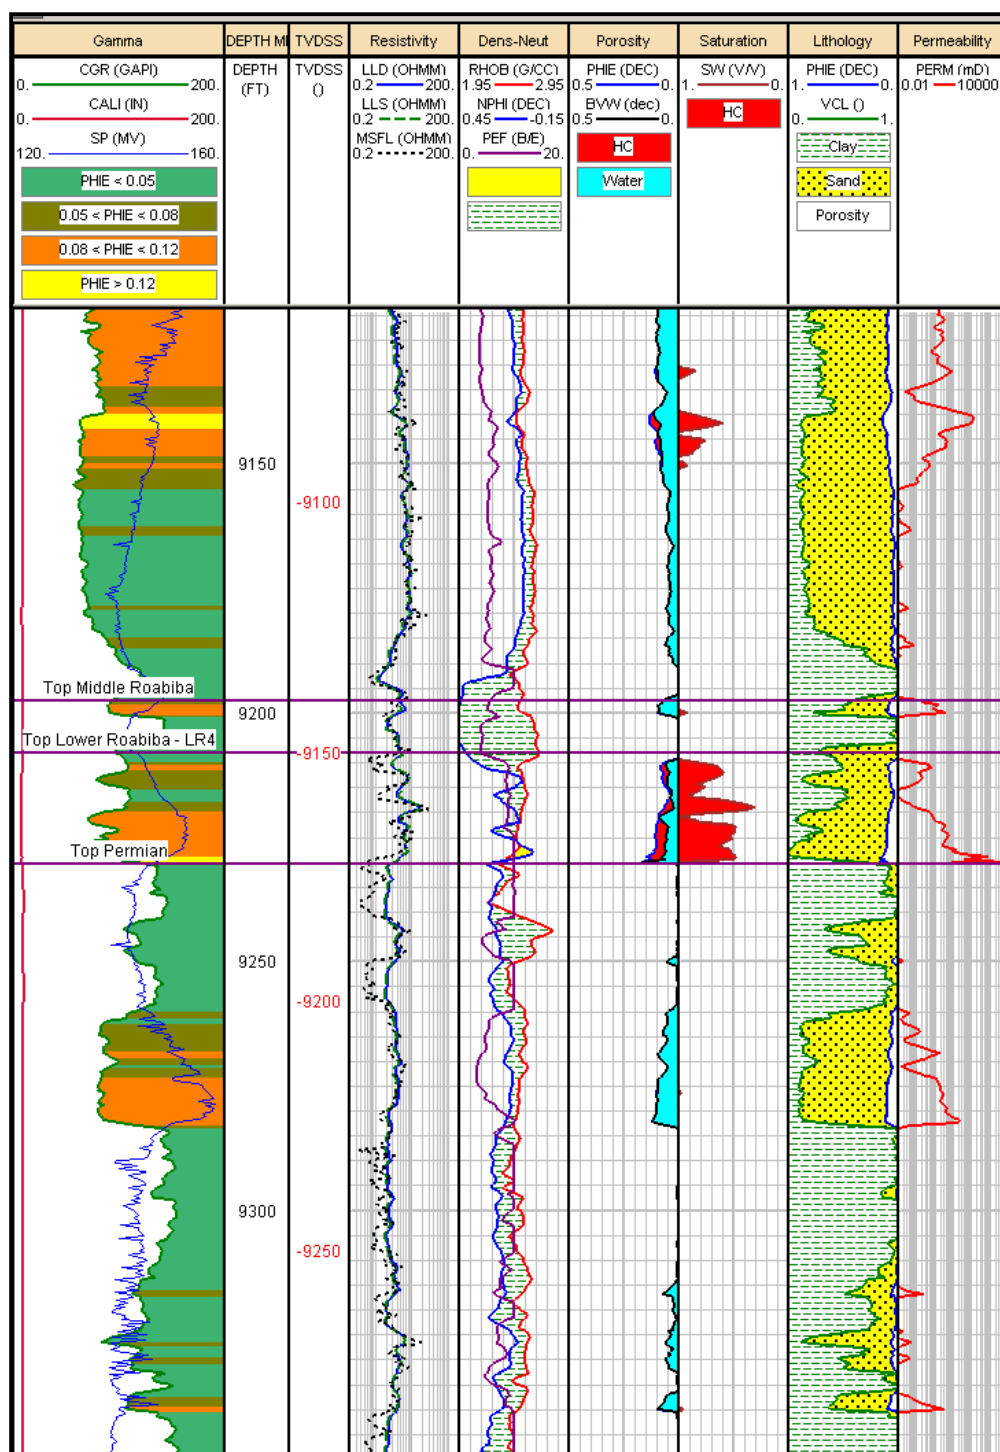 Gamma DEPTH MI TVDSS Resistivity Dens-Neut Porosity Saturation Lithology Permeability
CGR (GAPI)
0. 200.
CALI (IN)
0. 200.
SP (MV)
120. 160.
PHIE < 0.05
0.05 < PHIE < 0.08
0.08 < PHIE < 0.12
PHIE > 0.12
DEPTH
(FT)
TVDSS
()
LLD (OHMM)
0.2 200.
LLS (OHMM)
0.2 200.
MSFL (OHMM)
0.2 200.
RHOB (G/CC)
1.95 2.95
NPHI (DEC)
0.45 -0.15
PEF (B/E)
0. 20.
PHIE (DEC)
0.5 0.
BVW (dec)
0.5 0.
HC
Water
SW (V/V)
1. 0.
HC
PHIE (DEC)
1. 0.
VCL ()
0. 1.
Clay
Sand
Porosity
PERM (mD)
0.01 10000
9150
-9100
Top Middle Roabiba
9200
Top Lower Roabiba - LR4
-9150
Top Permian
9250
-9200
9300
-9250